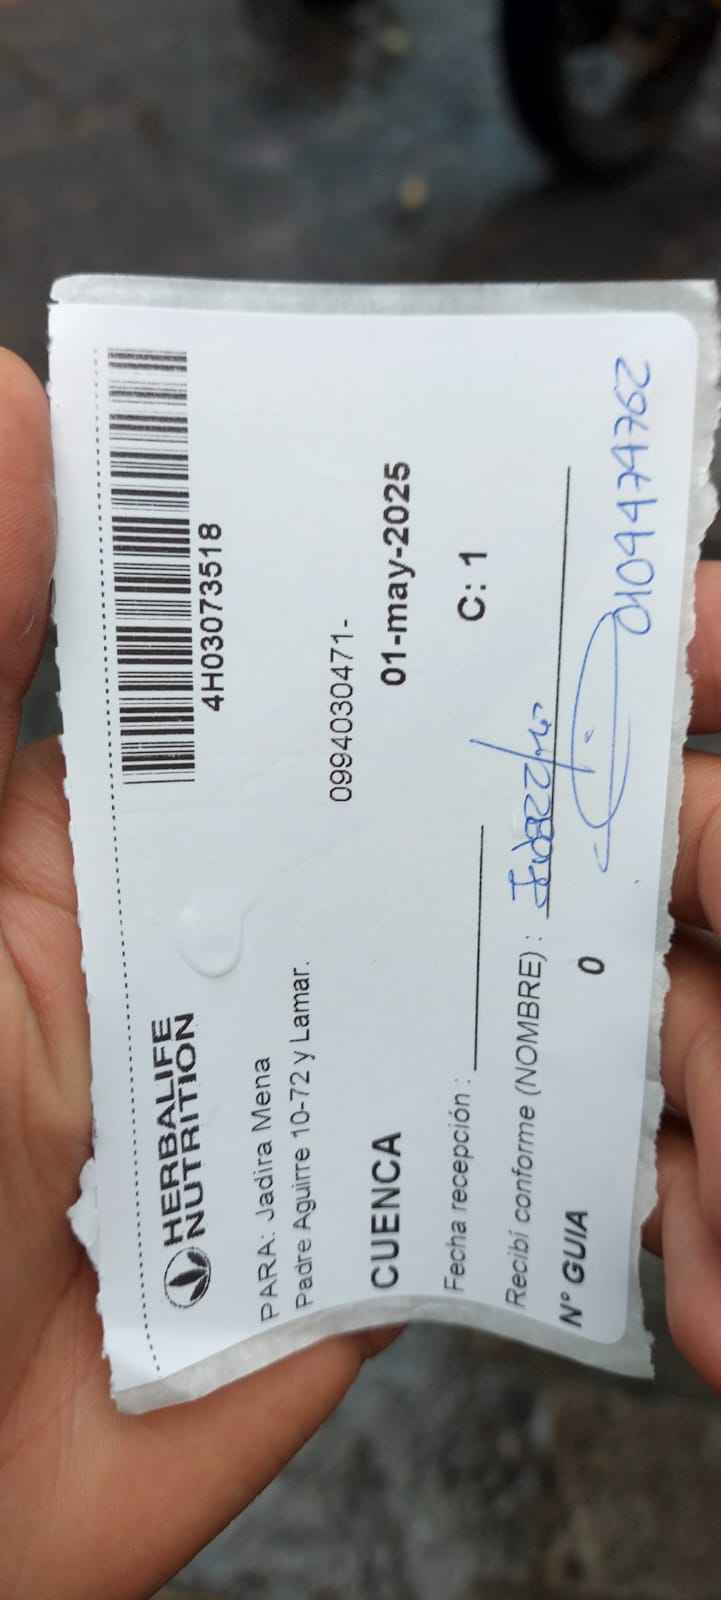 HERBALIFE
NUTRITION
4H03073518
PARA: Jadira Mena
Padre Aguirre 10-72 y Lamar.
0994030471-
CUENCA 01-may-2025
Fecha recepción : C: 1
Recibí conforme (NOMBRE) :
Nº GUIA 0